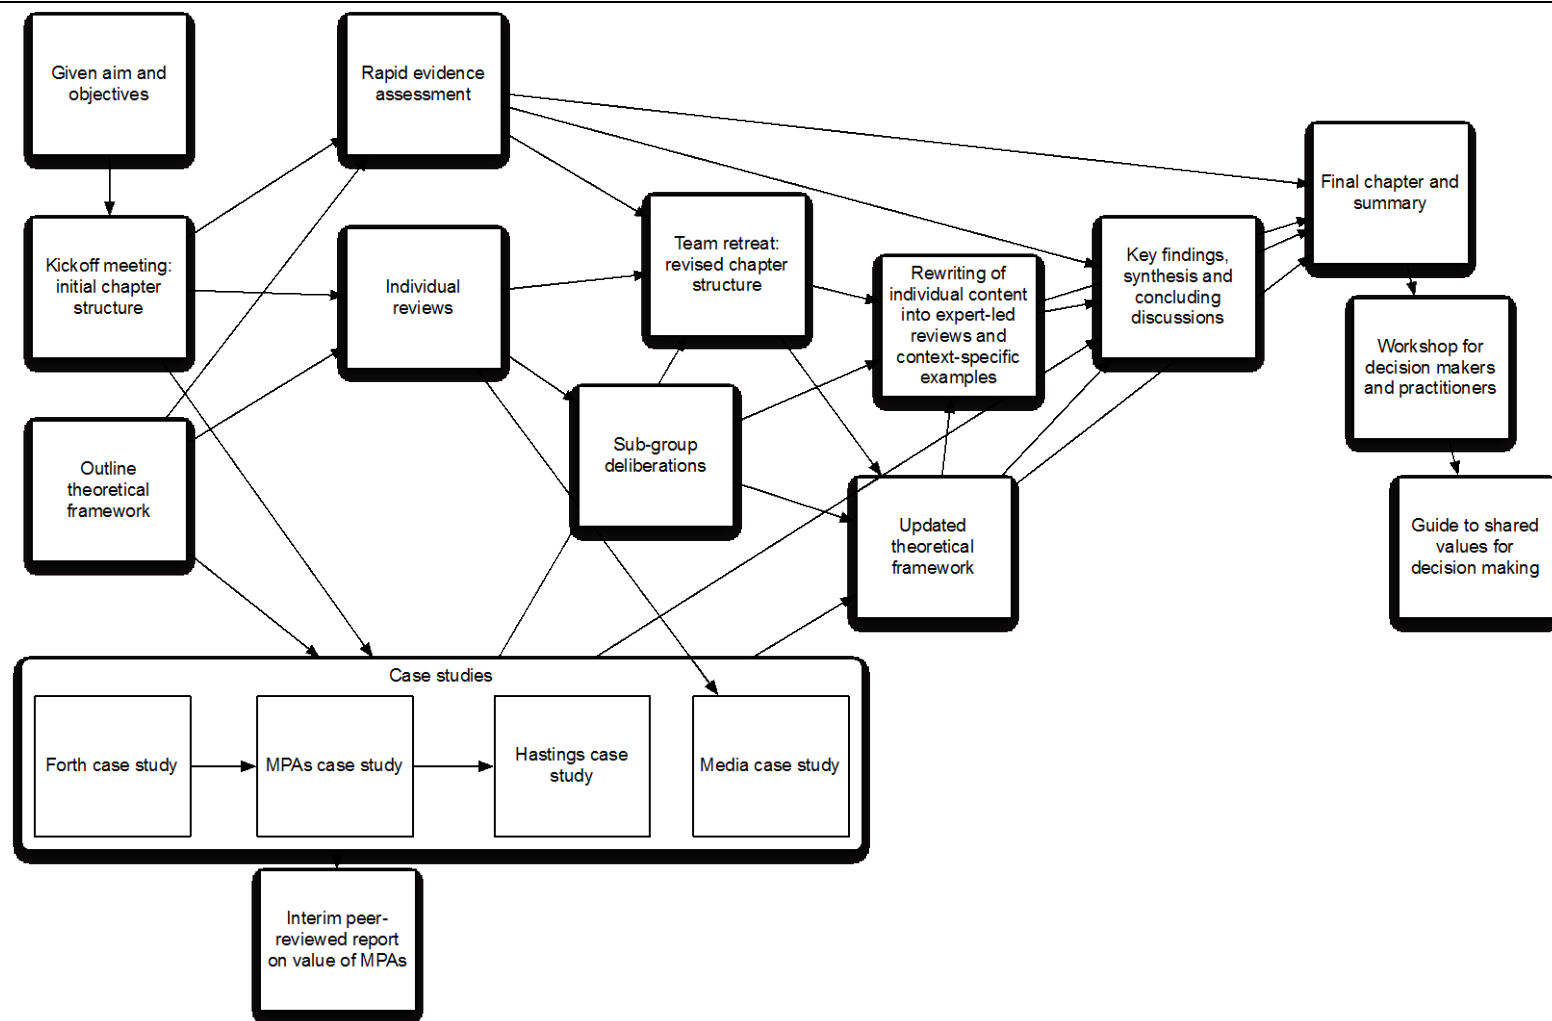 Given aim and
objectives
Rapid evidence
assessment
Final chapter and
summary
Kickoff meeting:
initial chapter
structure
Individual
reviews
Team retreat:
revised chapter
structure
Rewriting of
individual content
into expert-led
reviews and
context-specific
examples
Key findings,
synthesis and
concluding
discussions
Workshop for
decision makers
and practitioners
Outline
theoretical
framework
Sub-group
deliberations
Updated
theoretical
framework
Guide to shared
values for
decision making
Case studies
Forth case study
MPAs case study
Hastings case
study
Media case study
Interim peer-
reviewed report
on value of MPAs